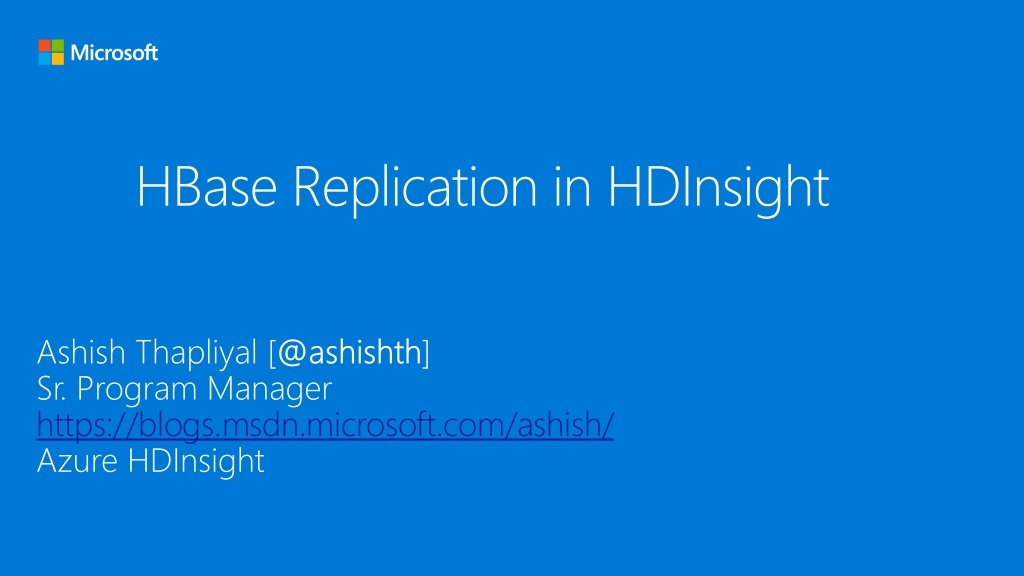 Microsoft
HBase Replication in HDInsight
Ashish Thapliyal [@ashishth]
Sr. Program Manager
https://blogs.msdn.microsoft.com/ashish/
Azure HDInsight